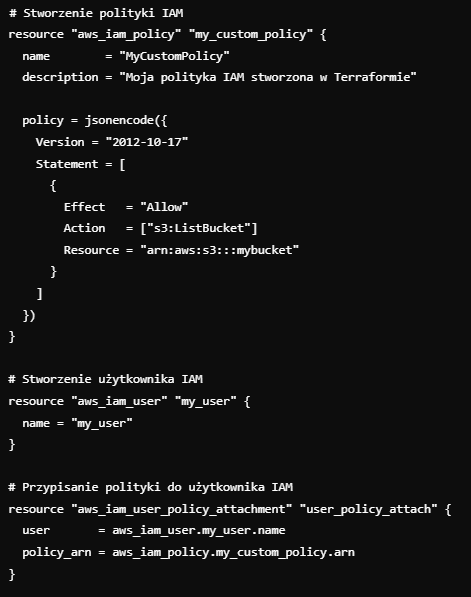 # Stworzenie polityki IAM
resource "aws_iam_policy" "my_custom_policy" {
  name        = "MyCustomPolicy"
  description = "Moja polityka IAM stworzona w Terraformie"

  policy = jsonencode({
    Version = "2012-10-17"
    Statement = [
      {
        Effect   = "Allow"
        Action   = ["s3:ListBucket"]
        Resource = "arn:aws:s3:::mybucket"
      }
    ]
  })
}

# Stworzenie użytkownika IAM
resource "aws_iam_user" "my_user" {
  name = "my_user"
}

# Przypisanie polityki do użytkownika IAM
resource "aws_iam_user_policy_attachment" "user_policy_attach" {
  user       = aws_iam_user.my_user.name
  policy_arn = aws_iam_policy.my_custom_policy.arn
}